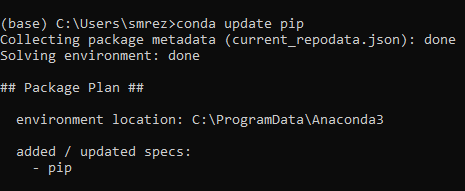 (base) C:\Users\smrez>conda update pip
Collecting package metadata (current_repodata.json): done
Solving environment: done
## Package Plan ##
environment location: C:\ProgramData\Anaconda3
added / updated specs:
- pip